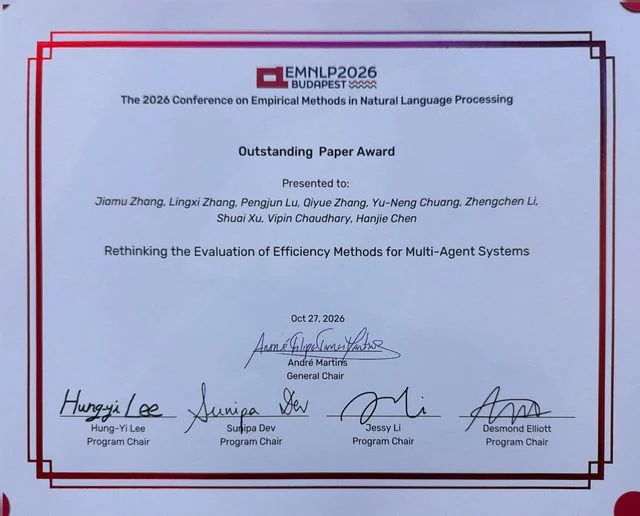 EMNLP2026
BUDAPEST
The 2026 Conference on Empirical Methods in Natural Language Processing
Outstanding Paper Award
Presented to:
Jiamu Zhang, Lingxi Zhang, Pengjun Lu, Qiyue Zhang, Yu-Neng Chuang, Zhengchen Li,
Shuai Xu, Vipin Chaudhary, Hanjie Chen
Rethinking the Evaluation of Efficiency Methods for Multi-Agent Systems
Oct 27, 2026
André Martins
General Chair
Hungyi Lee
Sunipa Dev
Hung-Yi Lee
Program Chair
Sunipa Dev
Program Chair
Jessy Li
Program Chair
Desmond Elliott
Program Chair